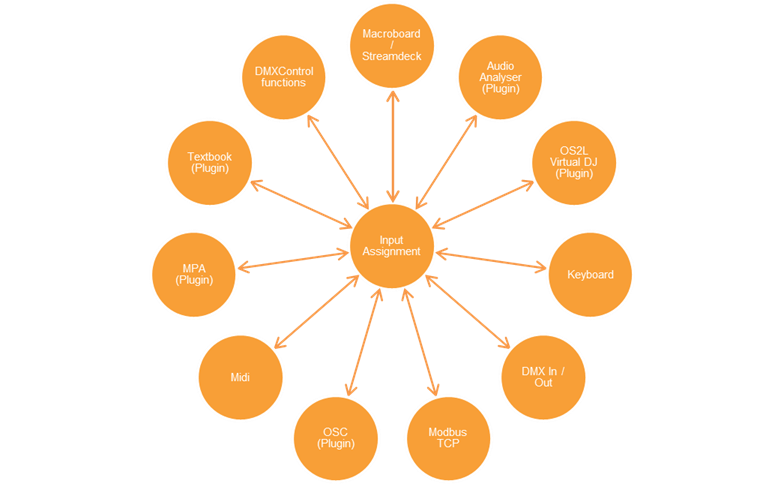 Macroboard
/
Streamdeck
DMXControl
functions
Audio
Analyser
(Plugin)
Textbook
(Plugin)
OS2L
Virtual DJ
(Plugin)
Input
Assignment
MPA
(Plugin)
Keyboard
Midi
DMX In /
Out
OSC
(Plugin)
Modbus
TCP